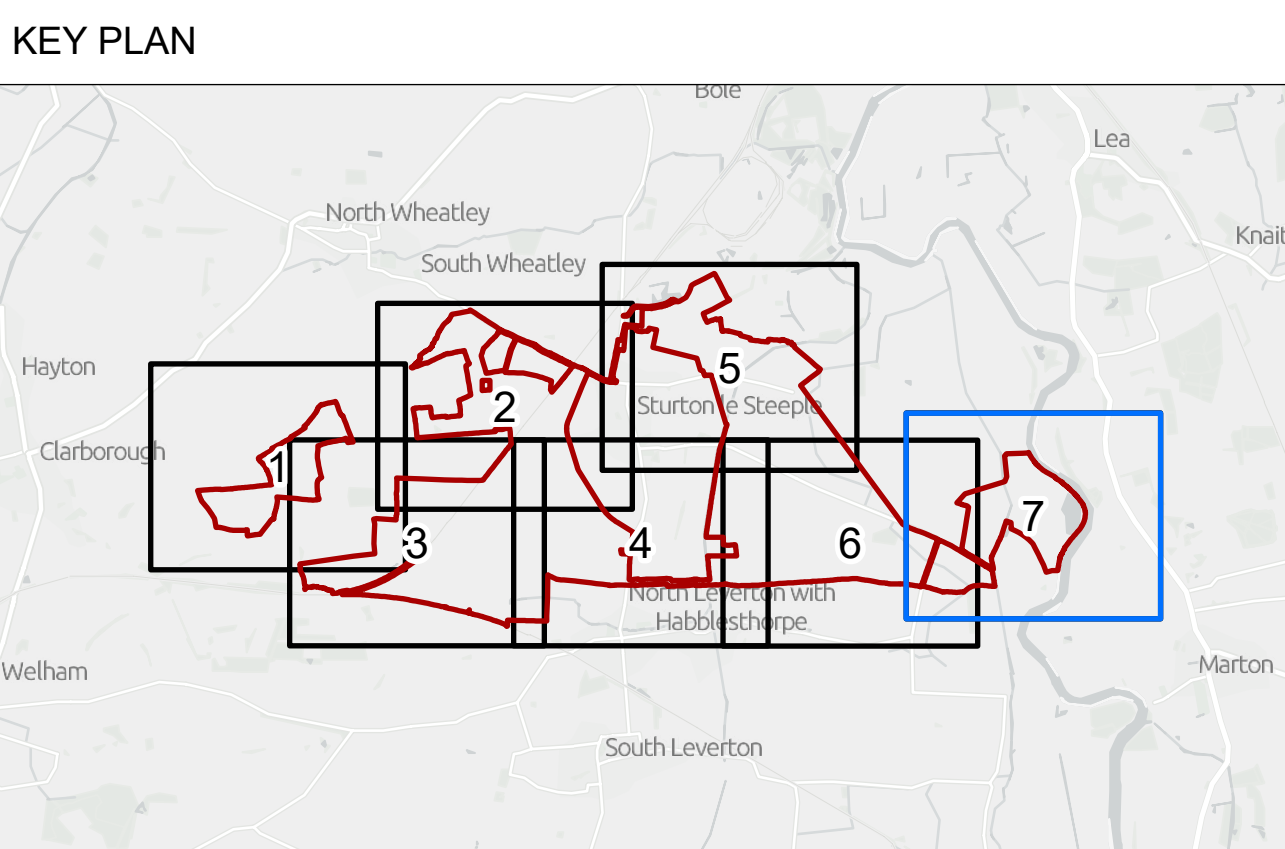 KEY PLAN
Bole
Lea
North Wheatley
Knait
South Wheatley
Hayton
5
Sturton le Steeple
2
Clarborough
1
7
3
4
6
North Leverton with
Habblesthorpe
Welham
Marton
South Leverton